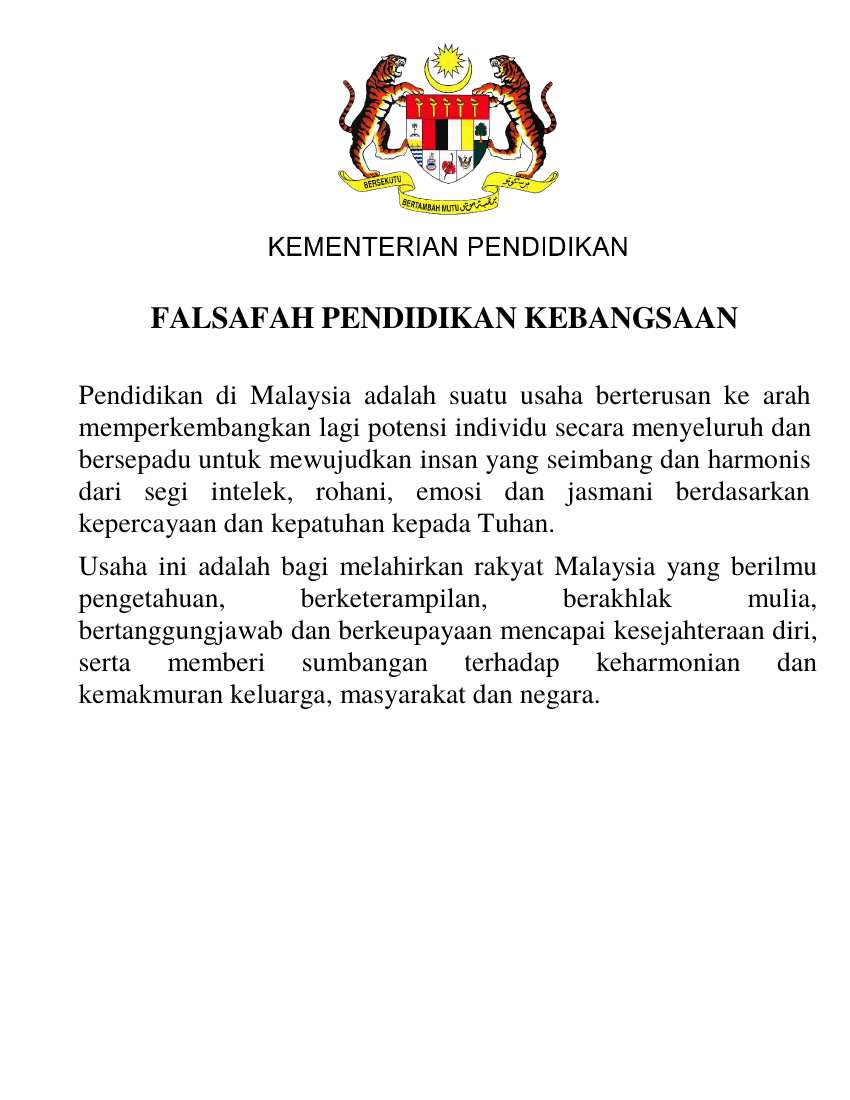 BERSEKUTU
BERTAMBAH MUTU
KEMENTERIAN PENDIDIKAN
FALSAFAH PENDIDIKAN KEBANGSAAN
Pendidikan di Malaysia adalah suatu usaha berterusan ke arah
memperkembangkan lagi potensi individu secara menyeluruh dan
bersepadu untuk mewujudkan insan yang seimbang dan harmonis
dari segi intelek, rohani, emosi dan jasmani berdasarkan
kepercayaan dan kepatuhan kepada Tuhan.
Usaha ini adalah bagi melahirkan rakyat Malaysia yang berilmu
pengetahuan, berketerampilan, berakhlak mulia,
bertanggungjawab dan berkeupayaan mencapai kesejahteraan diri,
serta memberi sumbangan terhadap keharmonian dan
kemakmuran keluarga, masyarakat dan negara.